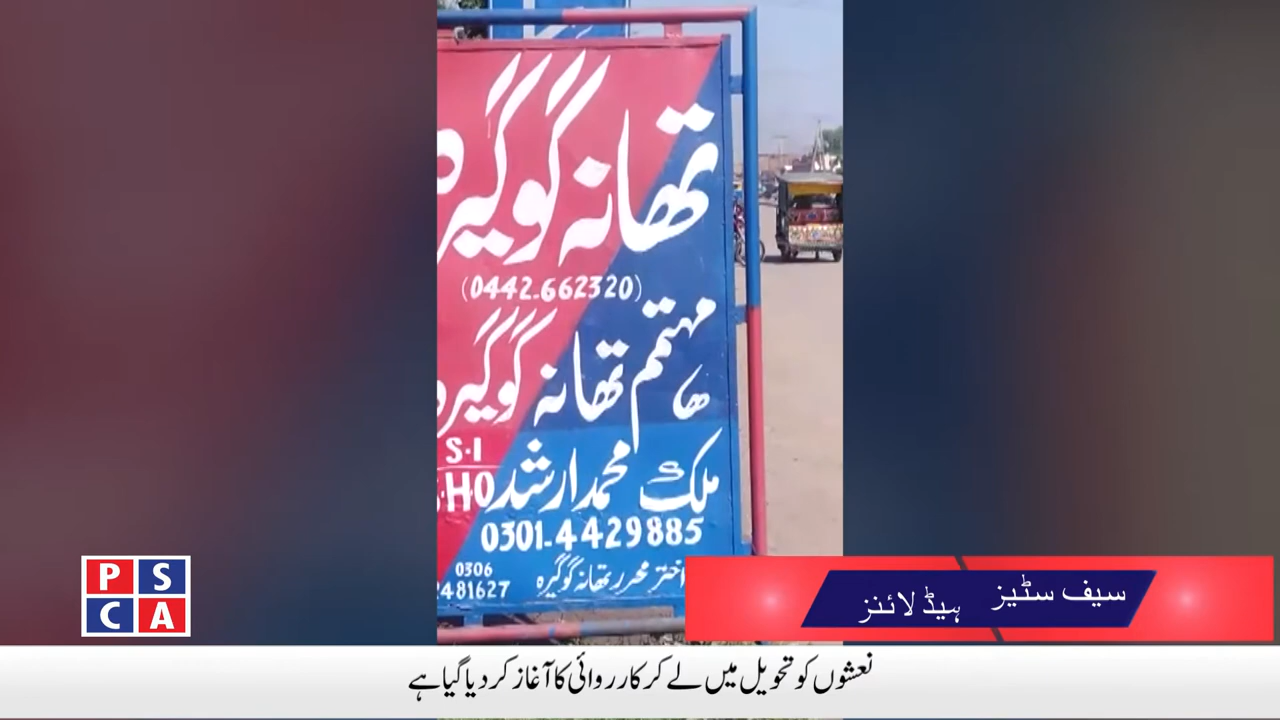 تھانہ گوگیرہ
(0442-662320)
مہتمم تھانہ گوگیرہ
S.I
ملک محمد ارشد SHO
0301-4429885
0306
اختر محرر تھانہ گوگیرہ
2481627
P S
C A
سیف سٹیز ہیڈ لائنز
نعشوں کو تحویل میں لے کر کارروائی کا آغاز کر دیا گیا ہے